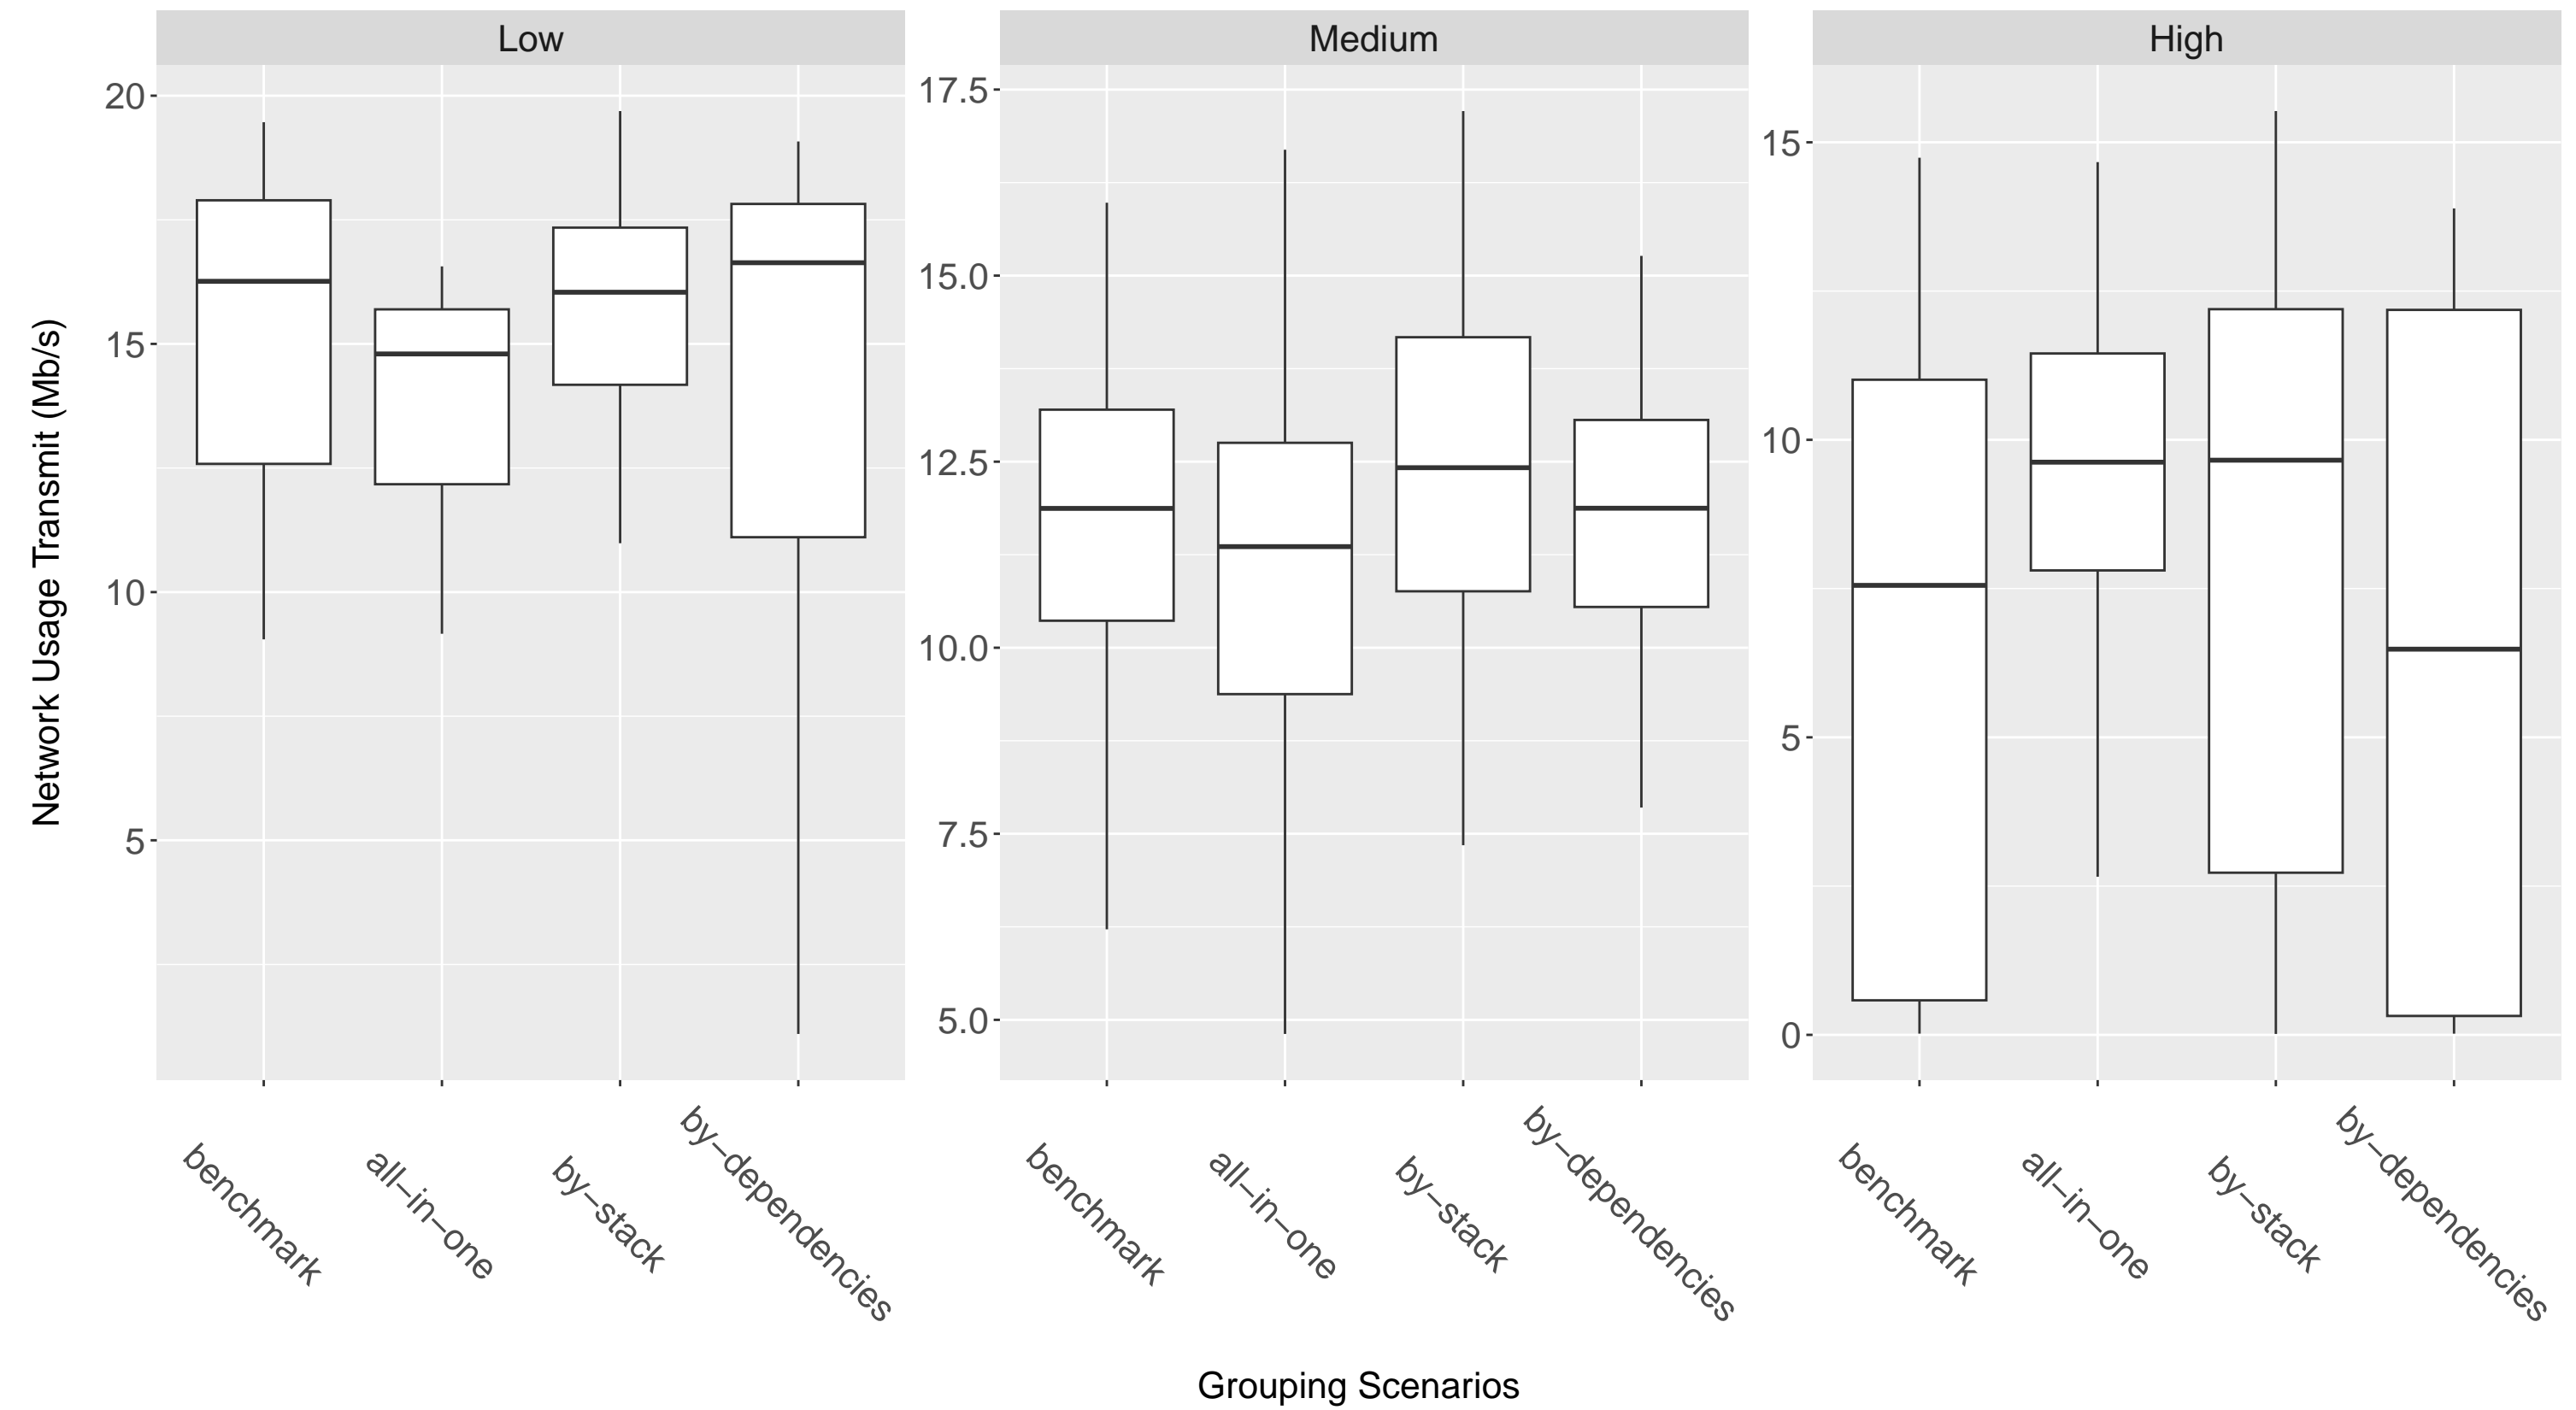 Low
Medium
High
Network Usage Transmit (Mb/s)
20
15
10
5
17.5
15.0
12.5
10.0
7.5
5.0
15
10
5
0
benchmark
all−in−one
by−stack
by−dependencies
benchmark
all−in−one
by−stack
by−dependencies
benchmark
all−in−one
by−stack
by−dependencies
Grouping Scenarios